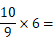 10/9 × 6 =